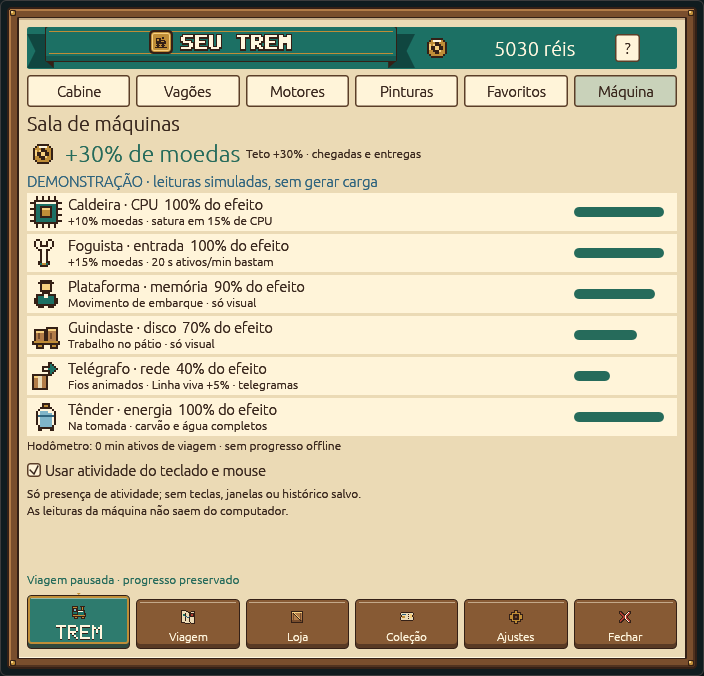 SEU TREM
5030 réis
?
Cabine
Vagões
Motores
Pinturas
Favoritos
Máquina
Sala de máquinas
+30% de moedas Teto +30% · chegadas e entregas
DEMONSTRAÇÃO · leituras simuladas, sem gerar carga
Caldeira · CPU 100% do efeito
+10% moedas · satura em 15% de CPU
Foguista · entrada 100% do efeito
+15% moedas · 20 s ativos/min bastam
Plataforma · memória 90% do efeito
Movimento de embarque · só visual
Guindaste · disco 70% do efeito
Trabalho no pátio · só visual
Telégrafo · rede 40% do efeito
Fios animados · Linha viva +5% · telegramas
Tênder · energia 100% do efeito
Na tomada · carvão e água completos
Hodômetro: 0 min ativos de viagem · sem progresso offline
Usar atividade do teclado e mouse
Só presença de atividade; sem teclas, janelas ou histórico salvo.
As leituras da máquina não saem do computador.
Viagem pausada · progresso preservado
TREM
Viagem
Loja
Coleção
Ajustes
Fechar